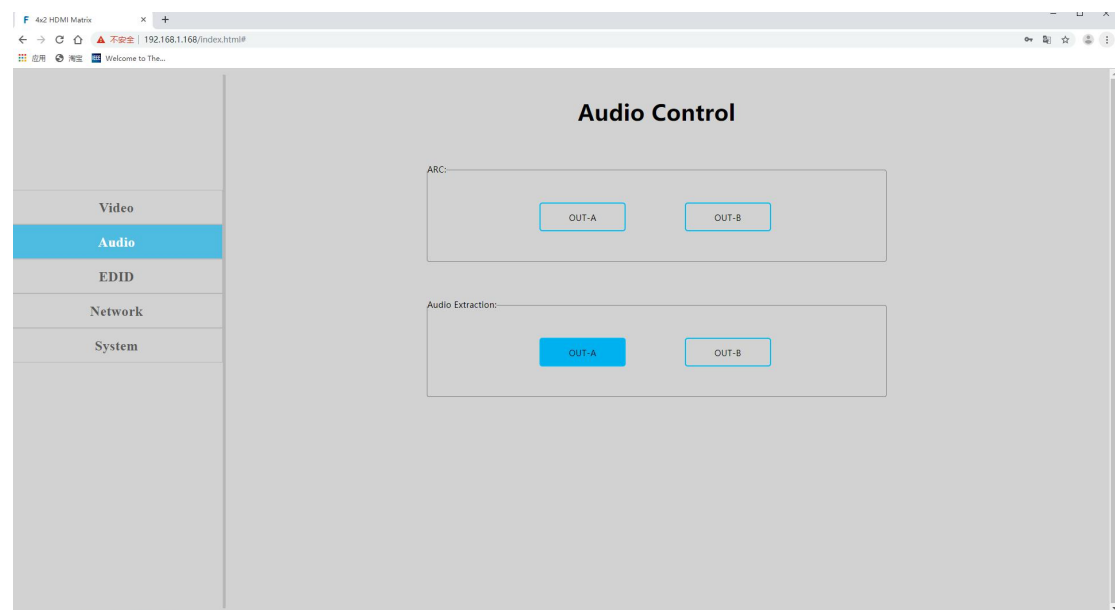 F 4x2 HDMI Matrix
不安全 | 192.168.1.168/index.html#
应用 淘宝 Welcome to The...
Audio Control
Video
Audio
EDID
Network
System
ARC:
OUT-A OUT-B
Audio Extraction:
OUT-A OUT-B